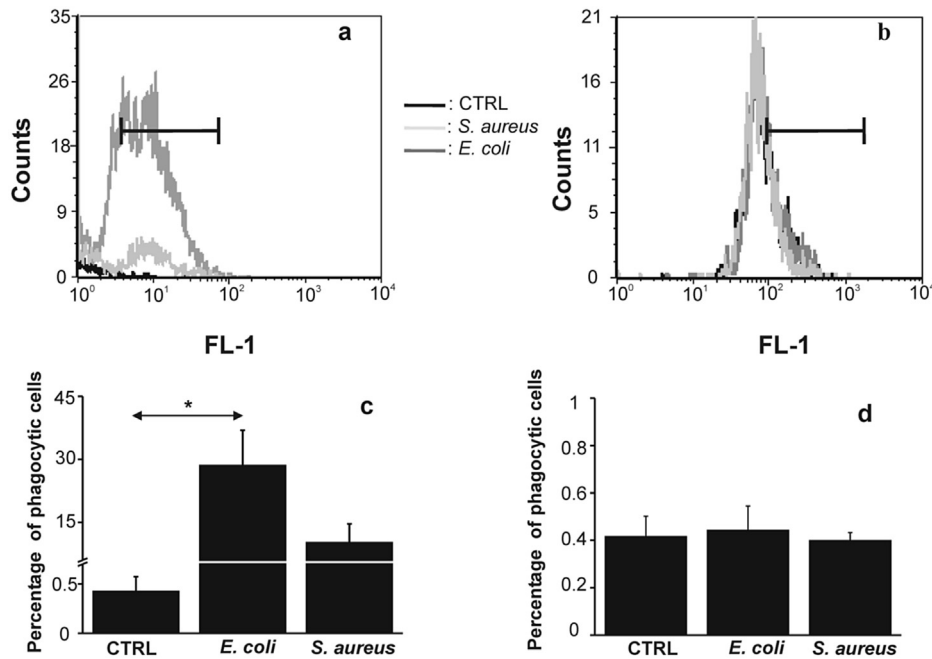 a
35
26
18
9
0
Counts
10⁰ 10¹ 10² 10³ 10⁴
FL-1
: CTRL
: S. aureus
: E. coli
b
21
16
11
5
0
Counts
10⁰ 10¹ 10² 10³ 10⁴
FL-1
c
Percentage of phagocytic cells
45
30
15
0.5
0
*
CTRL E. coli S. aureus
d
Percentage of phagocytic cells
1
0.8
0.6
0.4
0.2
0
CTRL E. coli S. aureus